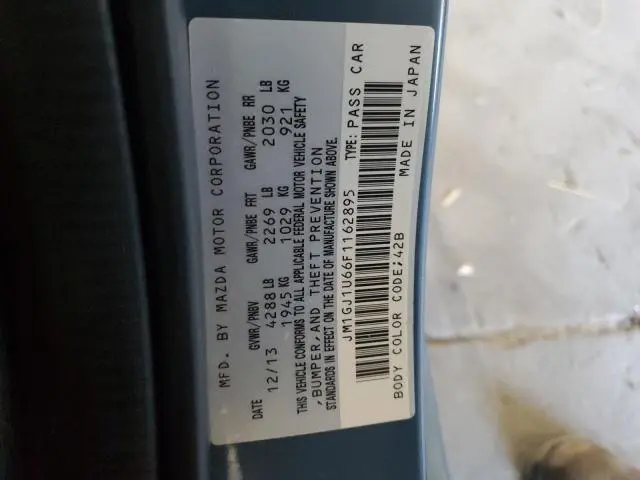 MFD. BY MAZDA MOTOR CORPORATION
DATE GVWR/PNBV GAWR/PNBE FRT GAWR/PNBE RR
12/13 4288 LB 2269 LB 2030 LB
1945 KG 1029 KG 921 KG
THIS VEHICLE CONFORMS TO ALL APPLICABLE FEDERAL MOTOR VEHICLE SAFETY
,BUMPER,AND THEFT PREVENTION
STANDARDS IN EFFECT ON THE DATE OF MANUFACTURE SHOWN ABOVE.
JM1GJ1U66F1162895 TYPE: PASS CAR
BODY COLOR CODE;42B MADE IN JAPAN